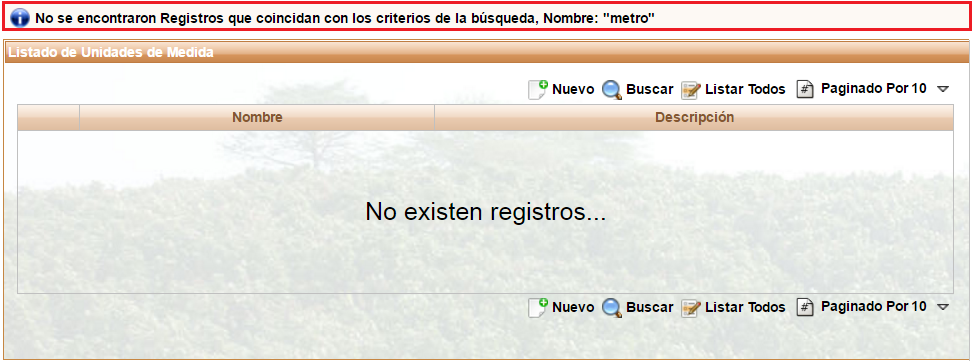 No se encontraron Registros que coincidan con los criterios de la búsqueda, Nombre: "metro"
Listado de Unidades de Medida
Nuevo Buscar Listar Todos # Paginado Por 10
Nombre Descripción
No existen registros...
Nuevo Buscar Listar Todos # Paginado Por 10